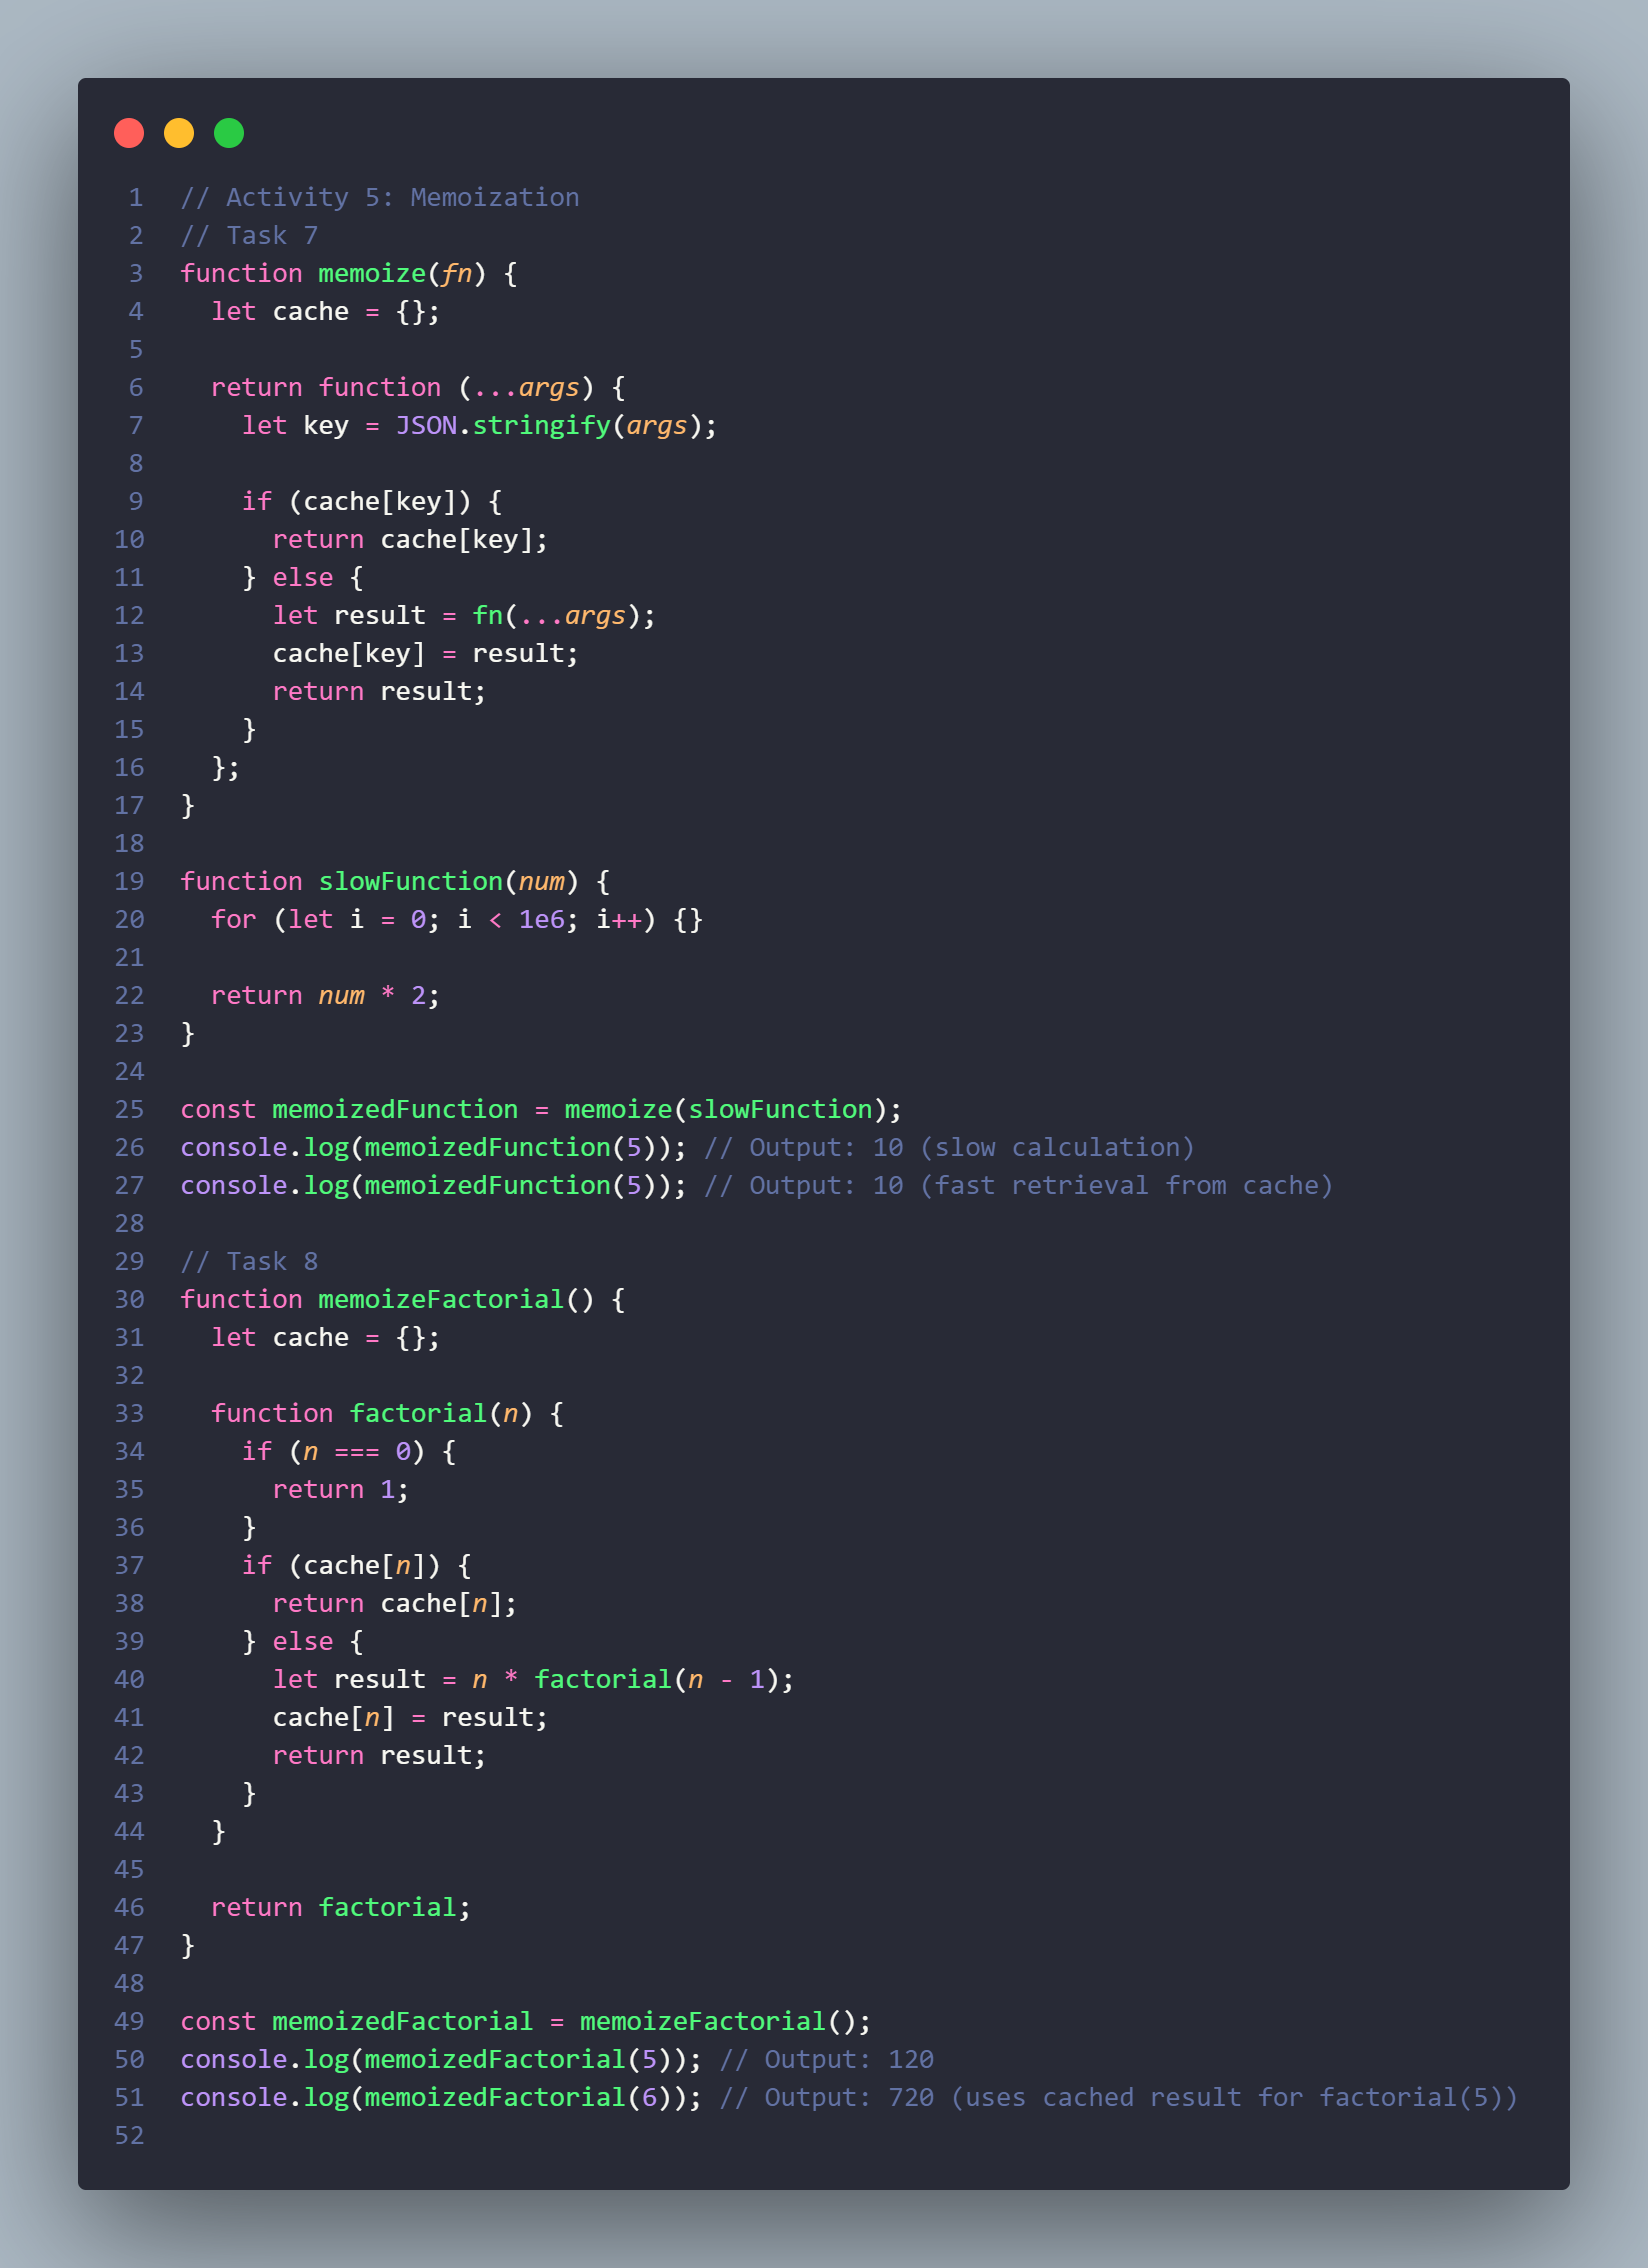 1 // Activity 5: Memoization
2 // Task 7
3 function memoize(fn) {
4   let cache = {};
5
6   return function (...args) {
7     let key = JSON.stringify(args);
8
9     if (cache[key]) {
10       return cache[key];
11     } else {
12       let result = fn(...args);
13       cache[key] = result;
14       return result;
15     }
16   };
17 }
18
19 function slowFunction(num) {
20   for (let i = 0; i < 1e6; i++) {}
21
22   return num * 2;
23 }
24
25 const memoizedFunction = memoize(slowFunction);
26 console.log(memoizedFunction(5)); // Output: 10 (slow calculation)
27 console.log(memoizedFunction(5)); // Output: 10 (fast retrieval from cache)
28
29 // Task 8
30 function memoizeFactorial() {
31   let cache = {};
32
33   function factorial(n) {
34     if (n === 0) {
35       return 1;
36     }
37     if (cache[n]) {
38       return cache[n];
39     } else {
40       let result = n * factorial(n - 1);
41       cache[n] = result;
42       return result;
43     }
44   }
45
46   return factorial;
47 }
48
49 const memoizedFactorial = memoizeFactorial();
50 console.log(memoizedFactorial(5)); // Output: 120
51 console.log(memoizedFactorial(6)); // Output: 720 (uses cached result for factorial(5))
52